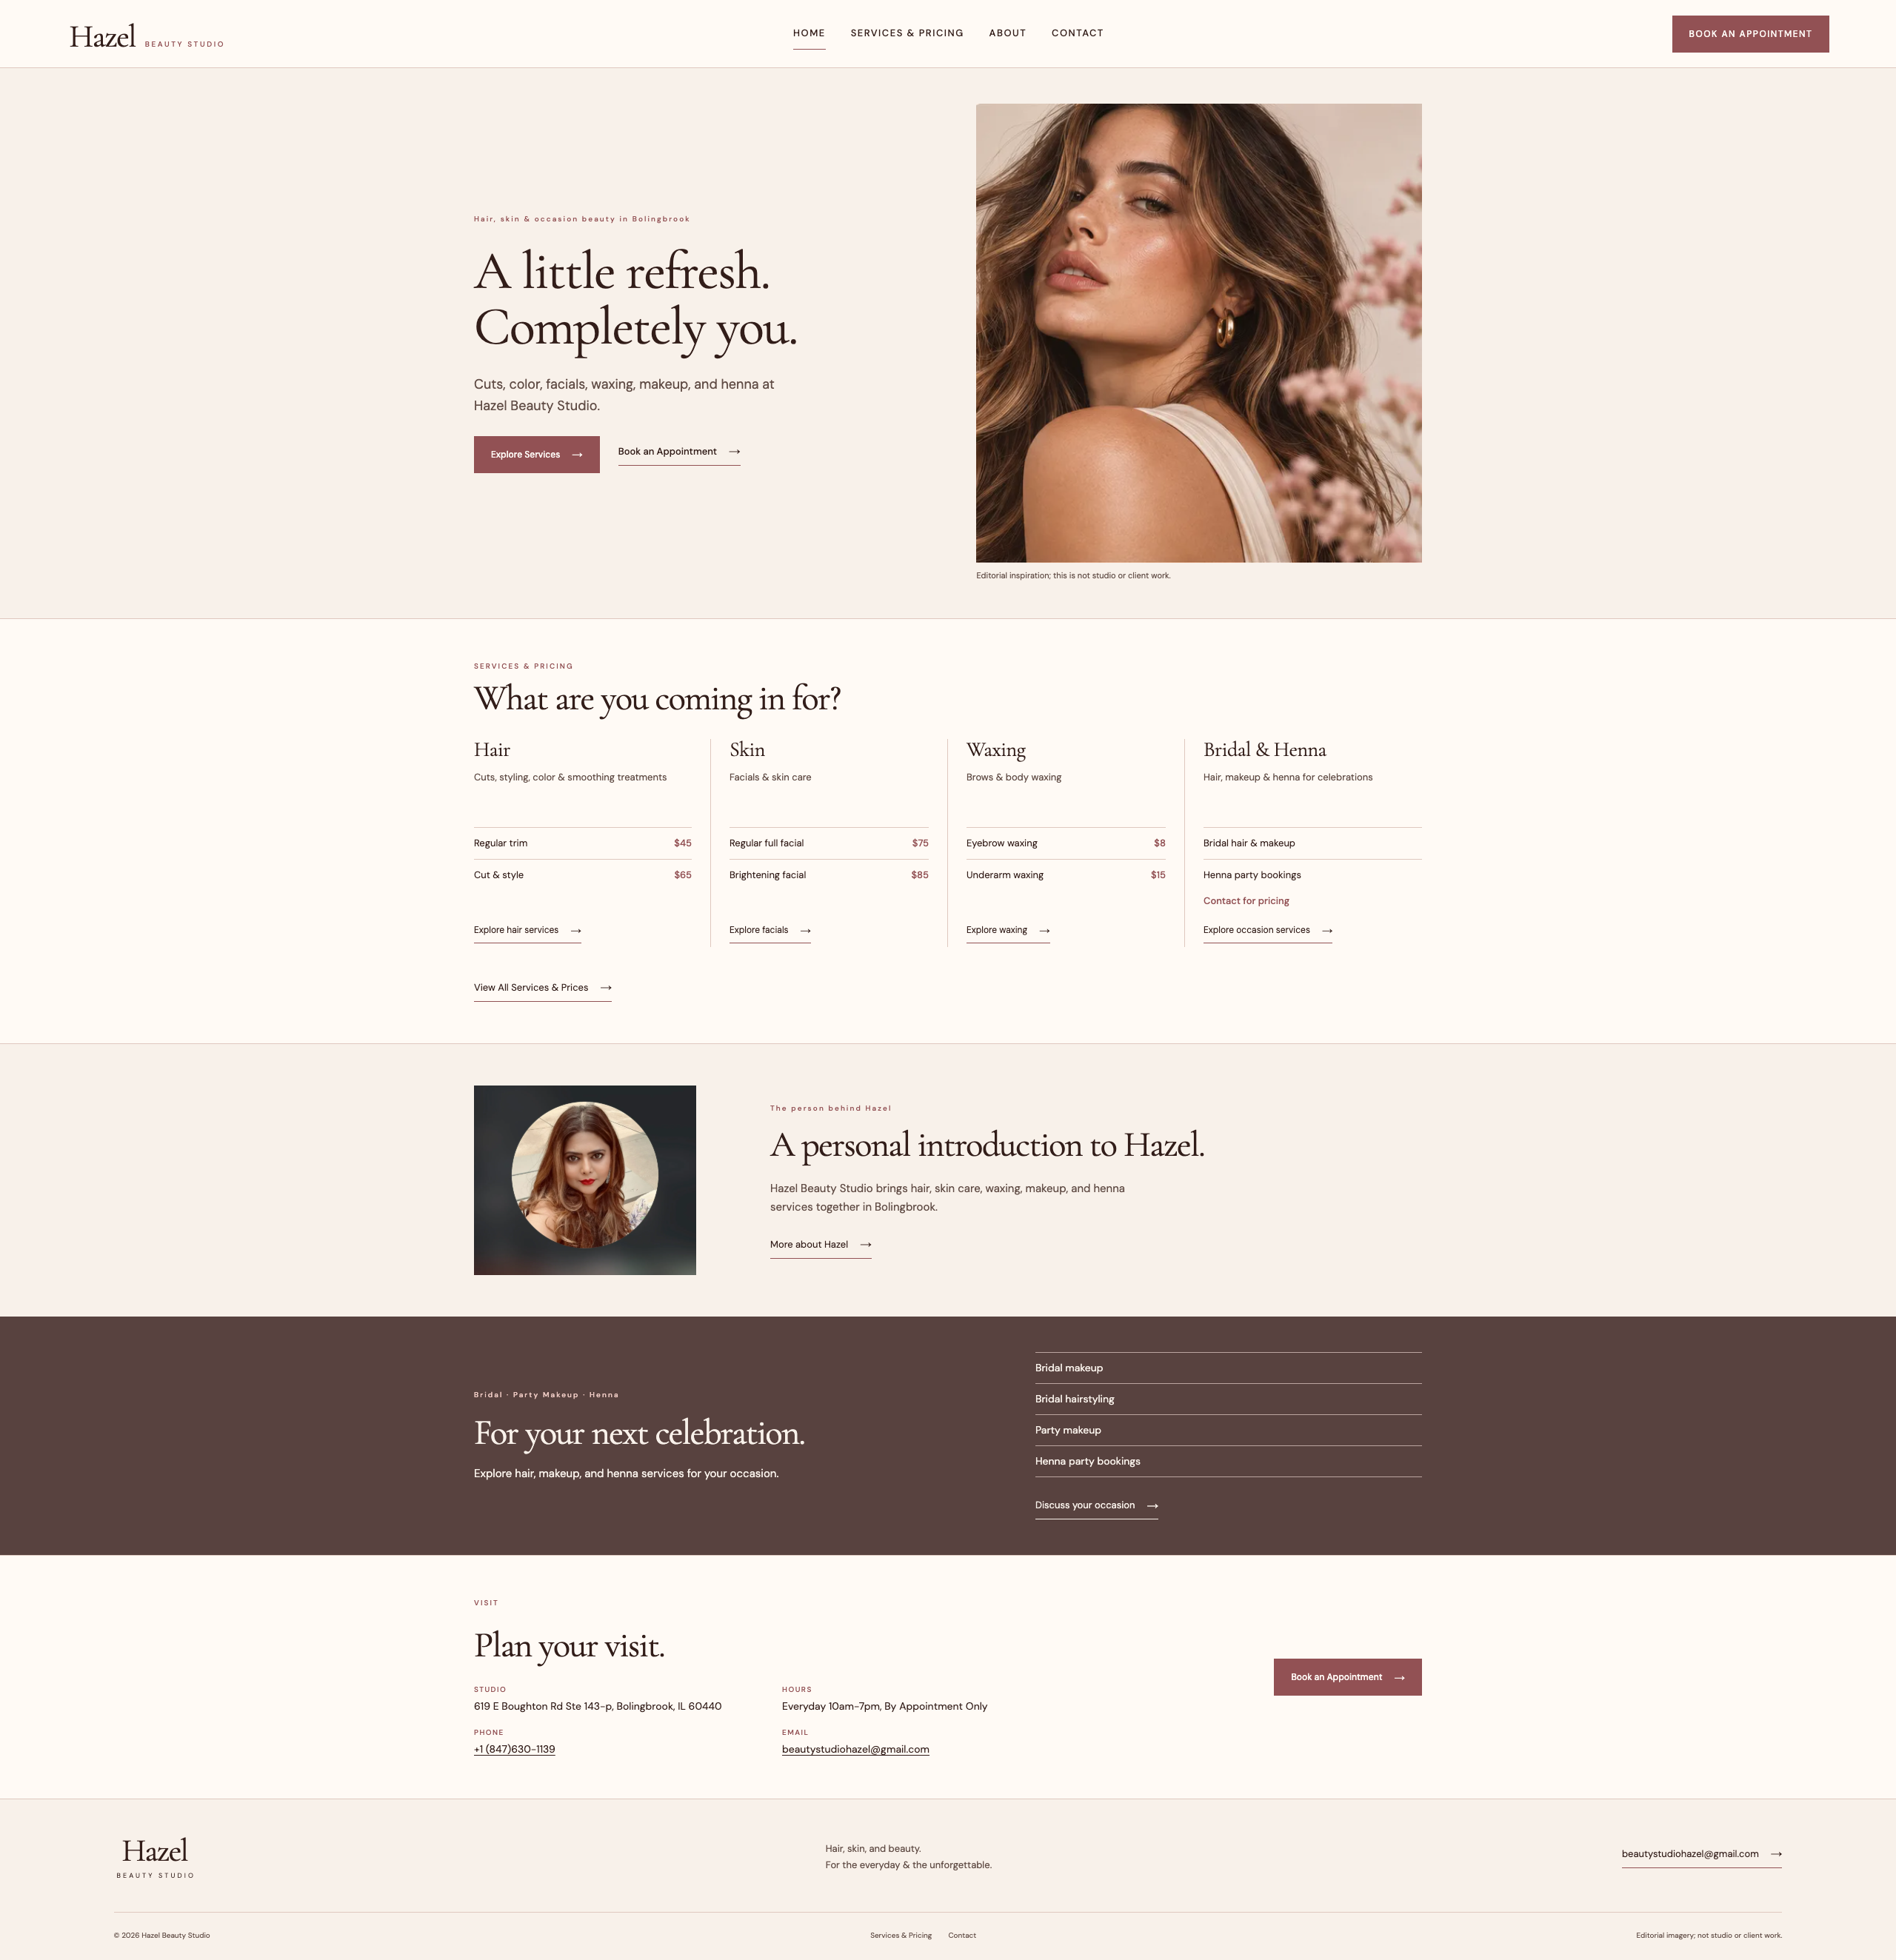 Hazel BEAUTY STUDIO
HOME SERVICES & PRICING ABOUT CONTACT
BOOK AN APPOINTMENT
Hair, skin & occasion beauty in Bolingbrook
A little refresh.
Completely you.
Cuts, color, facials, waxing, makeup, and henna at
Hazel Beauty Studio.
Explore Services →
Book an Appointment →
Editorial inspiration; this is not studio or client work.
SERVICES & PRICING
What are you coming in for?
Hair
Cuts, styling, color & smoothing treatments
Regular trim $45
Cut & style $65
Explore hair services →
Skin
Facials & skin care
Regular full facial $75
Brightening facial $85
Explore facials →
Waxing
Brows & body waxing
Eyebrow waxing $8
Underarm waxing $15
Explore waxing →
Bridal & Henna
Hair, makeup & henna for celebrations
Bridal hair & makeup
Henna party bookings
Contact for pricing
Explore occasion services →
View All Services & Prices →
The person behind Hazel
A personal introduction to Hazel.
Hazel Beauty Studio brings hair, skin care, waxing, makeup, and henna
services together in Bolingbrook.
More about Hazel →
Bridal · Party Makeup · Henna
For your next celebration.
Explore hair, makeup, and henna services for your occasion.
Bridal makeup
Bridal hairstyling
Party makeup
Henna party bookings
Discuss your occasion →
VISIT
Plan your visit.
STUDIO
619 E Boughton Rd Ste 143-p, Bolingbrook, IL 60440
HOURS
Everyday 10am-7pm, By Appointment Only
PHONE
+1 (847)630-1139
EMAIL
beautystudiohazel@gmail.com
Book an Appointment →
Hazel
BEAUTY STUDIO
Hair, skin, and beauty.
For the everyday & the unforgettable.
beautystudiohazel@gmail.com →
© 2026 Hazel Beauty Studio
Services & Pricing Contact
Editorial imagery; not studio or client work.